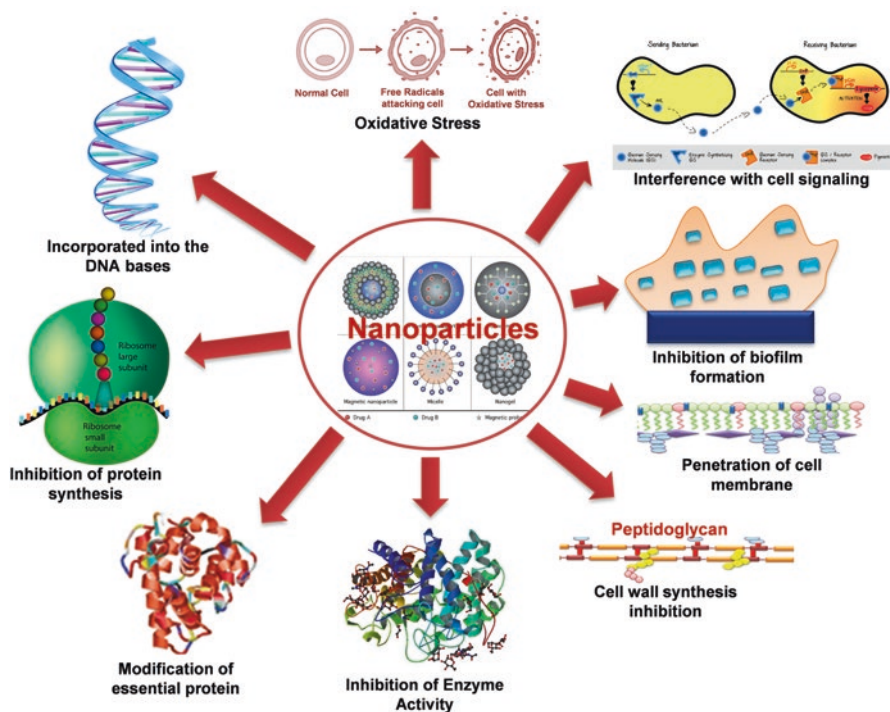 Normal Cell
Free Radicals
attacking cell
Cell with
Oxidative Stress
Oxidative Stress
Sending Bacterium
Receiving Bacterium
Interference with cell signaling
Incorporated into the
DNA bases
Nanoparticles
Magnetic nanoparticle
Micelle
Nanogel
Drug A
Drug B
Inhibition of biofilm
formation
Ribosome
large
subunit
Ribosome
small
subunit
Inhibition of protein
synthesis
Penetration of cell
membrane
Peptidoglycan
Cell wall synthesis
inhibition
Modification of
essential protein
Inhibition of Enzyme
Activity